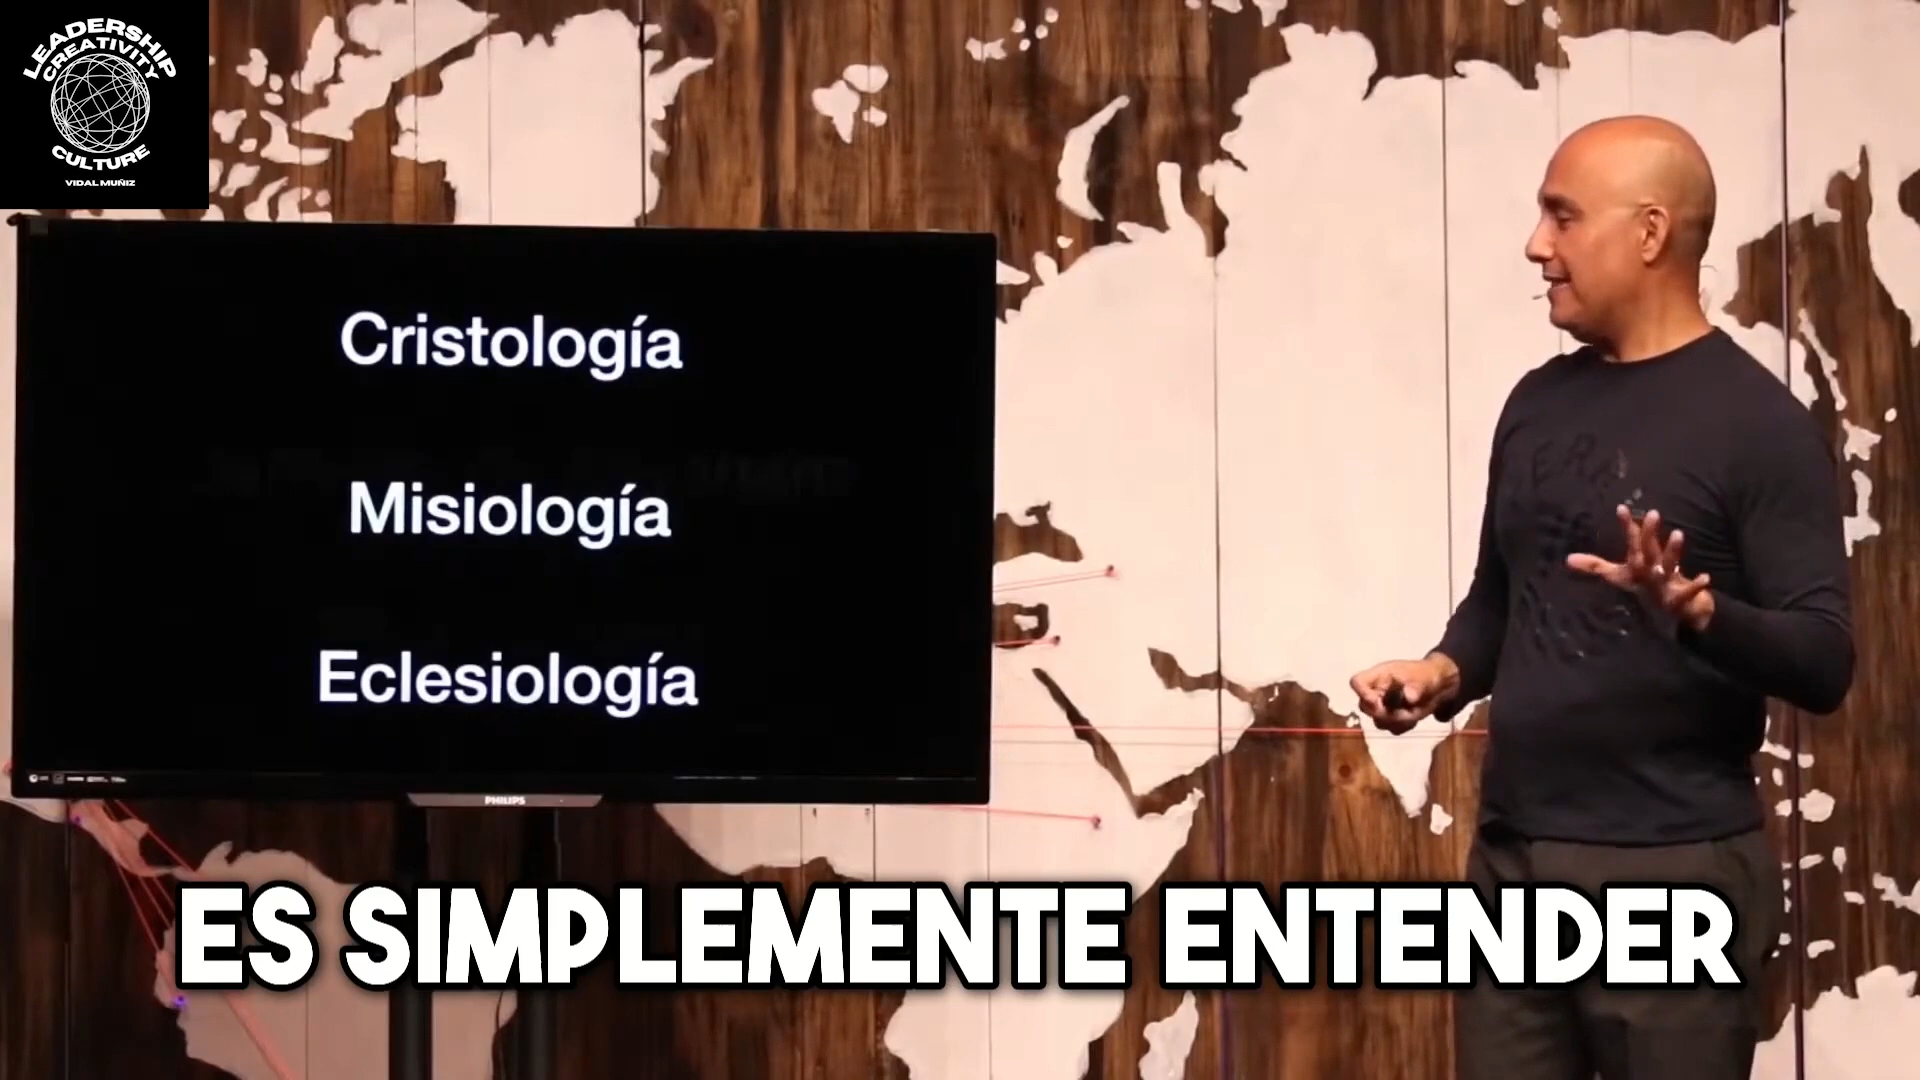 LEADERSHIP
CREATIVITY
CULTURE
VIDAL MUÑIZ
Cristología
Misiología
Eclesiología
PHILIPS
ES SIMPLEMENTE ENTENDER